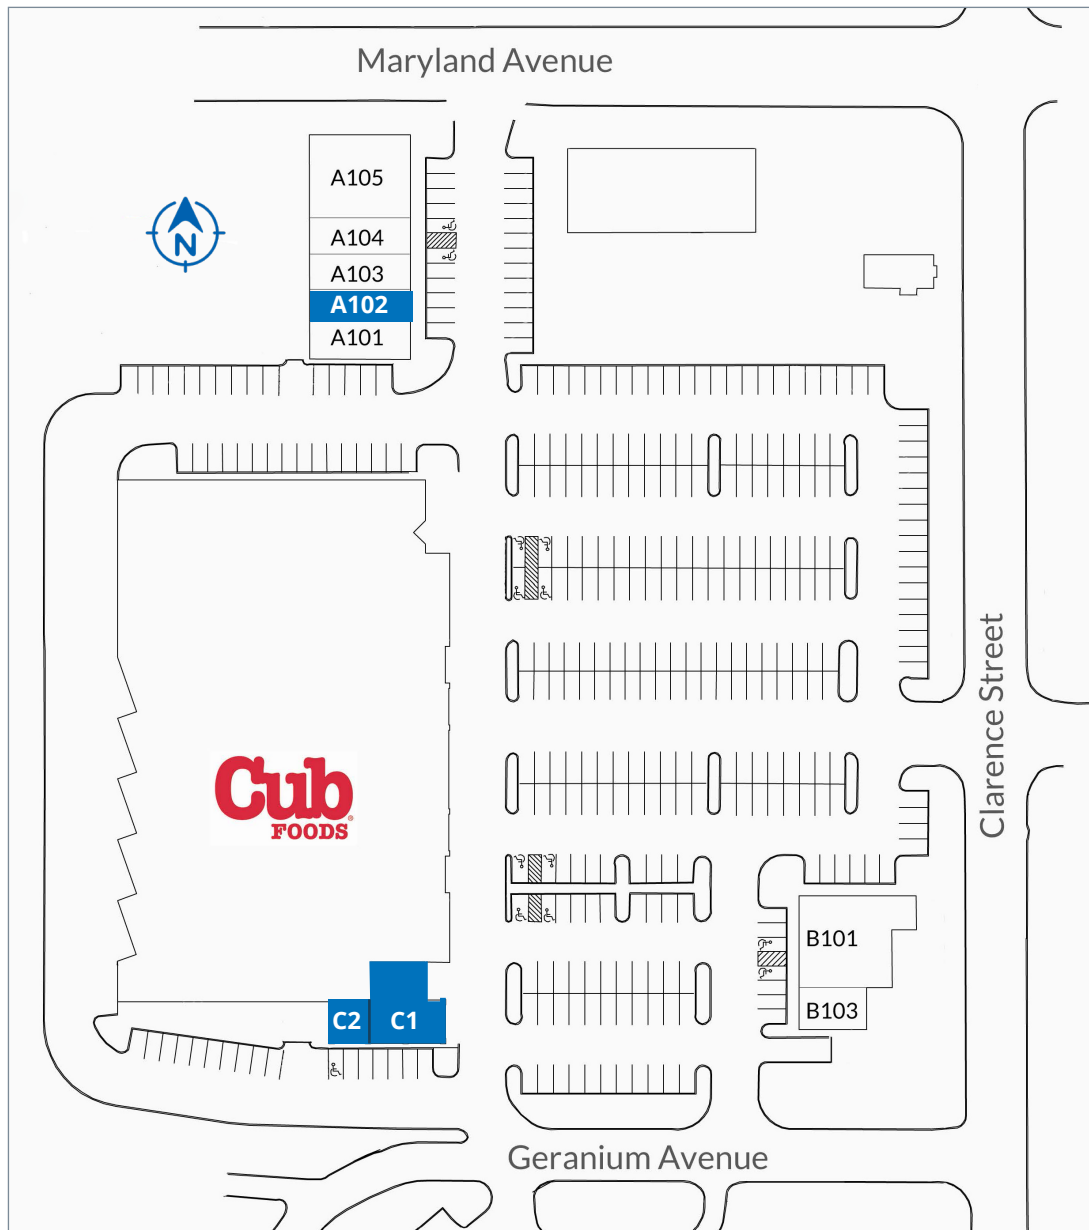 Maryland Avenue
A105
A104
A103
A102
A101
N
Clarence Street
Cub
FOODS
®
B101
B103
C2
C1
Geranium Avenue